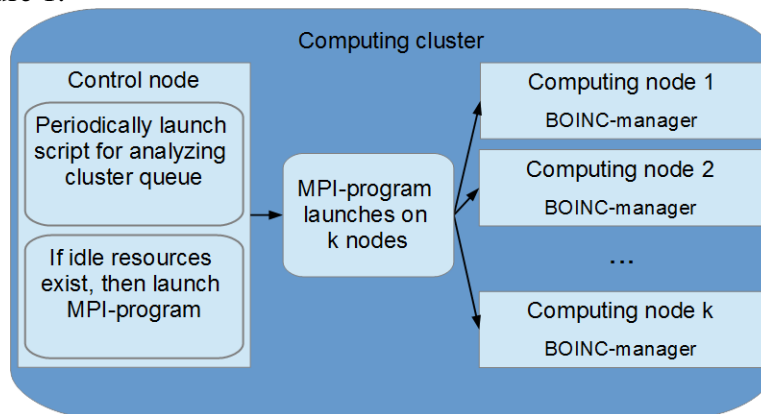 Computing cluster
Control node
Periodically launch
script for analyzing
cluster queue
If idle resources
exist, then launch
MPI-program
MPI-program
launches on
k nodes
Computing node 1
BOINC-manager
Computing node 2
BOINC-manager
...
Computing node k
BOINC-manager